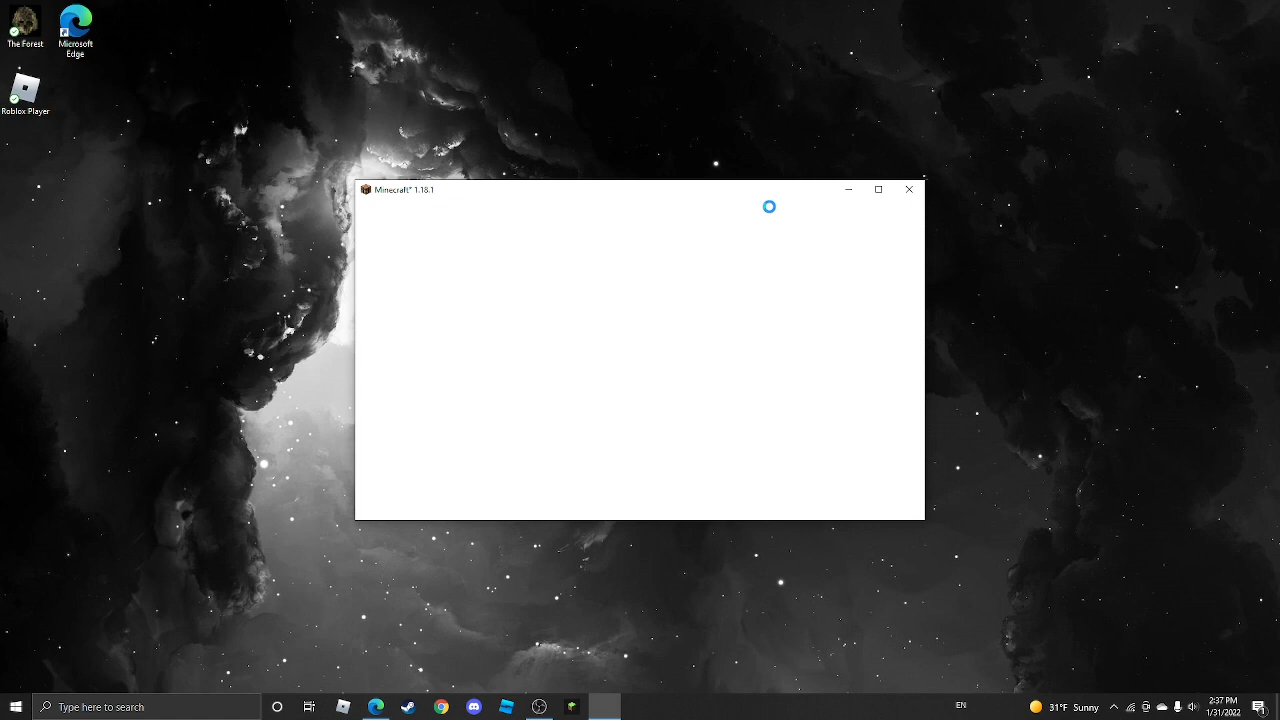 The Forest
Microsoft
Edge
Roblox Player
Minecraft* 1.18.1
Type here to search
EN
31°F Sunny
2:37 PM
1/31/2022